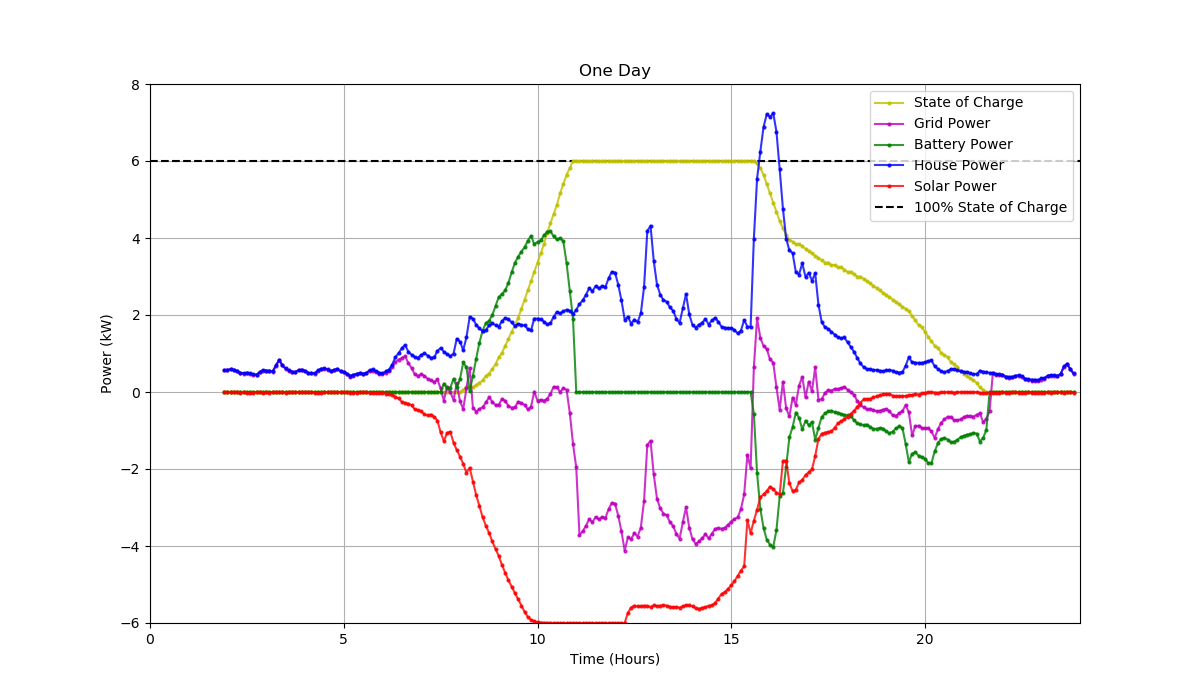 One Day
8
6
4
2
0
−2
−4
−6
Power (kW)
State of Charge
Grid Power
Battery Power
House Power
Solar Power
100% State of Charge
0 5 10 15 20
Time (Hours)